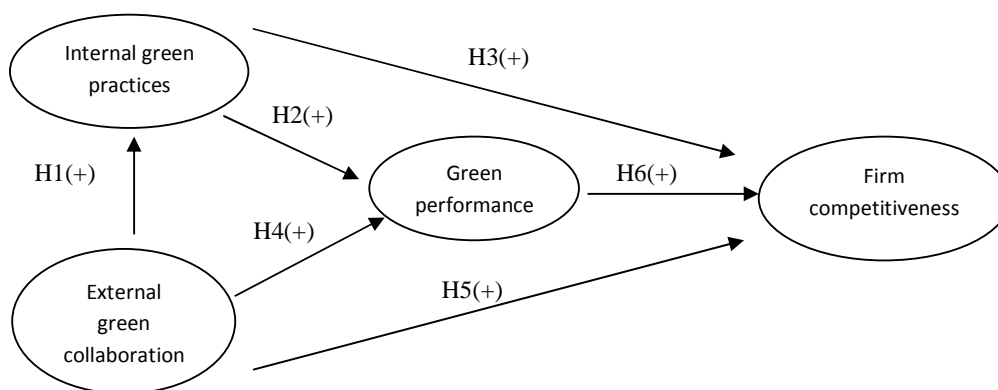 Internal green
practices
H3(+)
H2(+)
H1(+)
Green
performance
H6(+)
Firm
competitiveness
H4(+)
External
green
collaboration
H5(+)